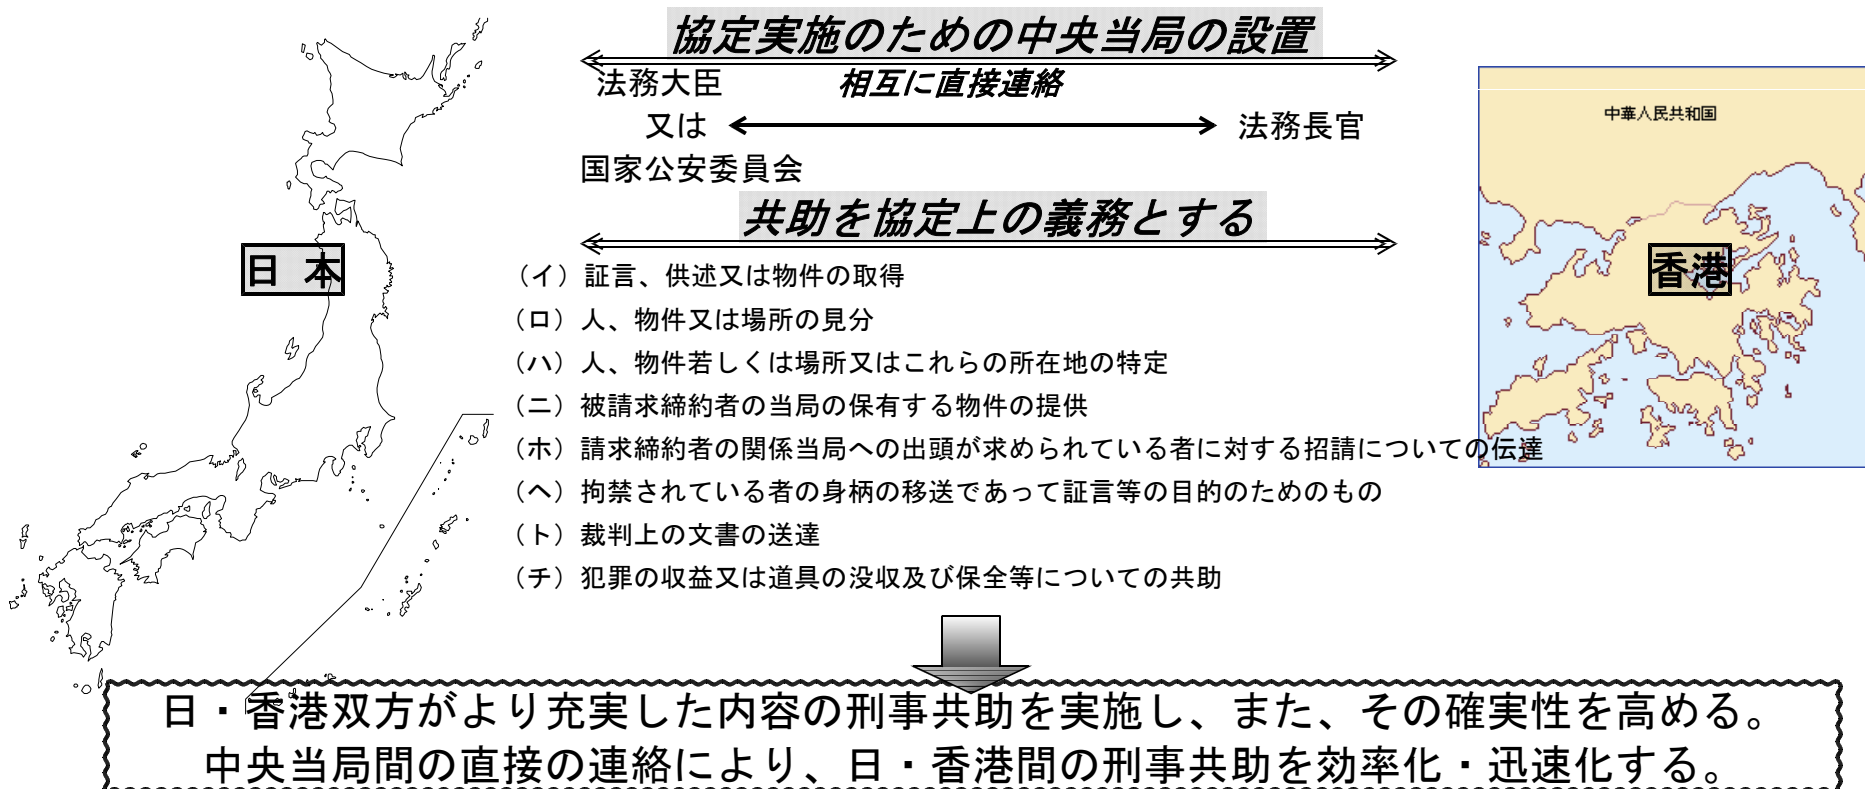 協定実施のための中央当局の設置
法務大臣
相互に直接連絡
又は
法務長官
国家公安委員会
中華人民共和国
共助を協定上の義務とする
日 本
香港
(イ)証言、供述又は物件の取得
(ロ)人、物件又は場所の見分
(ハ)人、物件若しくは場所又はこれらの所在地の特定
(ニ)被請求締約者の当局の保有する物件の提供
(ホ)請求締約者の関係当局への出頭が求められている者に対する招請についての伝達
(ヘ)拘禁されている者の身柄の移送であって証言等の目的のためのもの
(ト)裁判上の文書の送達
(チ)犯罪の収益又は道具の没収及び保全等についての共助
日・香港双方がより充実した内容の刑事共助を実施し、また、その確実性を高める。
中央当局間の直接の連絡により、日・香港間の刑事共助を効率化・迅速化する。